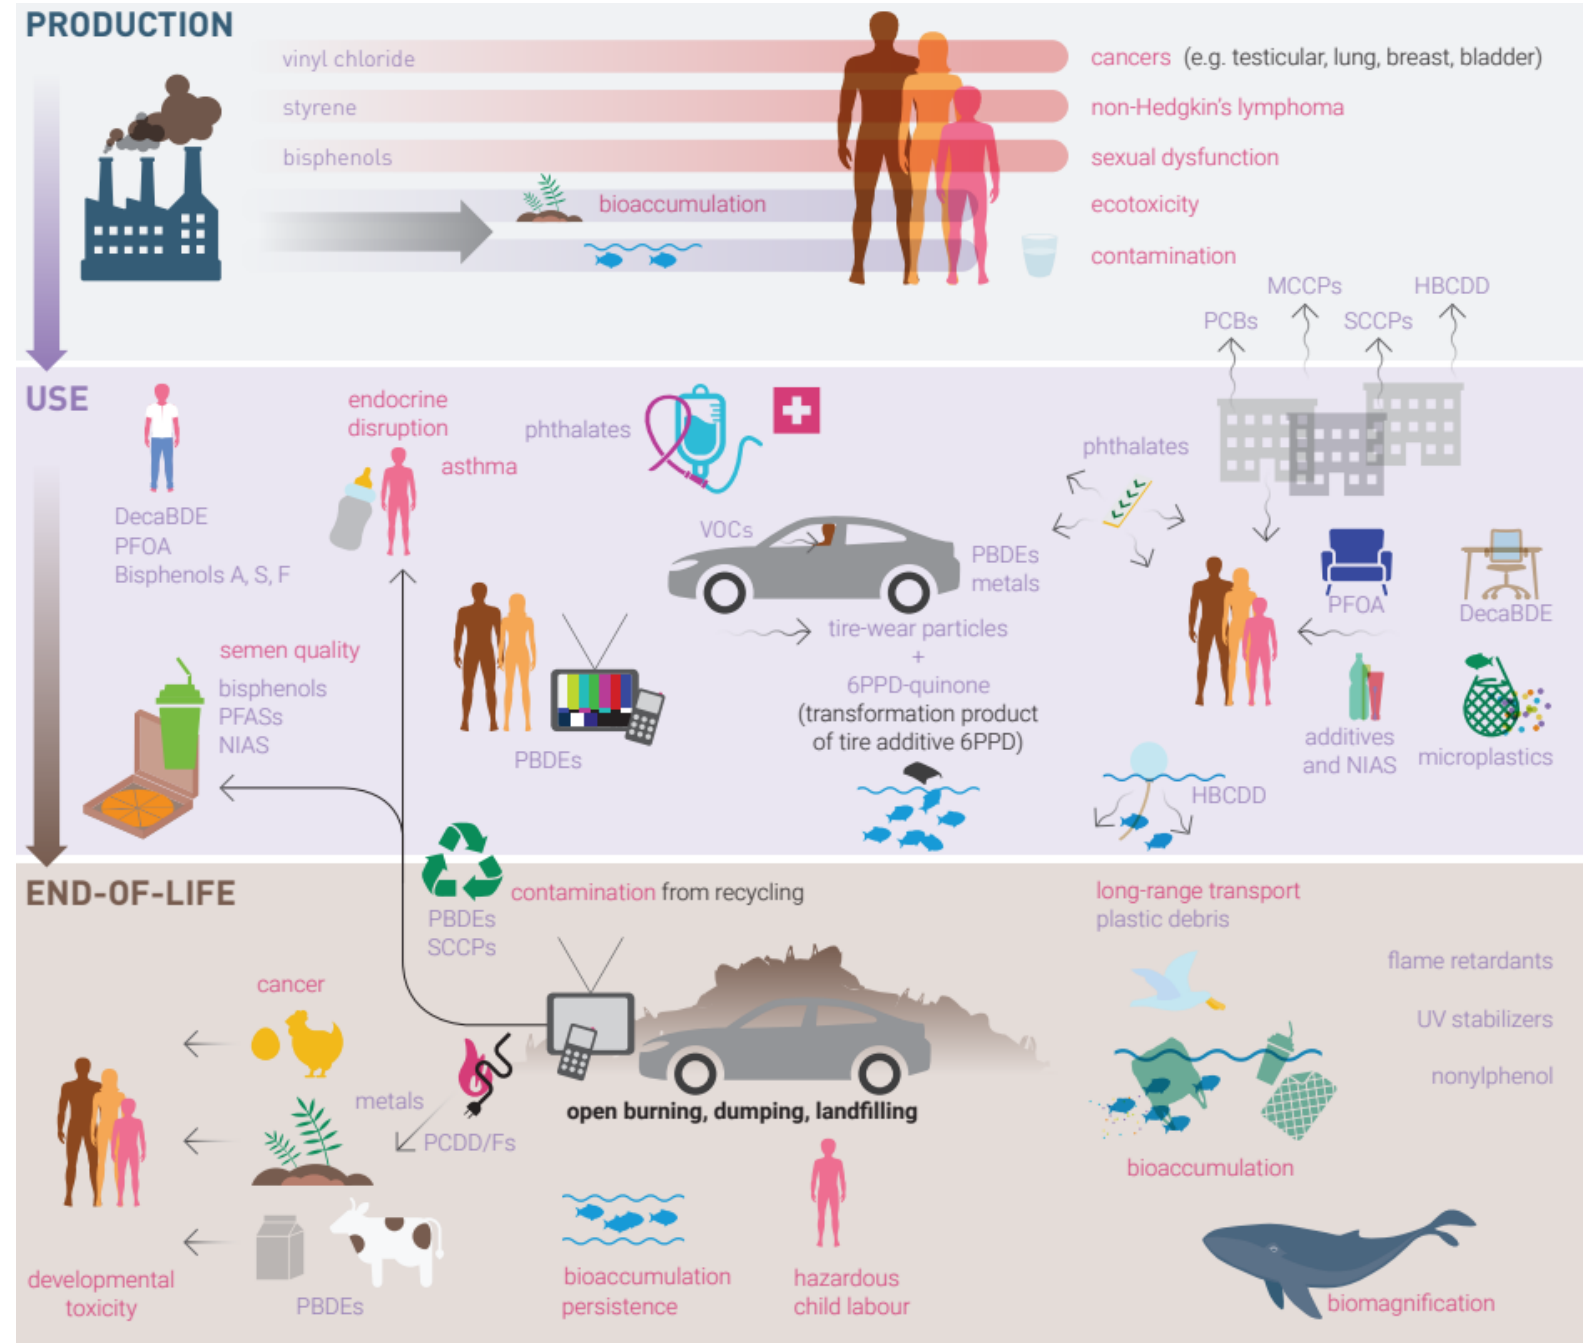 PRODUCTION
vinyl chloride
cancers (e.g. testicular, lung, breast, bladder)
styrene
non-Hedgkin's lymphoma
bisphenols
sexual dysfunction
bioaccumulation
ecotoxicity
contamination
MCCPs
HBCDD
PCBs
SCCPs
USE
endocrine
disruption
asthma
phthalates
phthalates
DecaBDE
PFOA
Bisphenols A, S, F
VOCs
PBDEs
metals
PFOA
DecaBDE
tire-wear particles
+
6PPD-quinone
(transformation product
of tire additive 6PPD)
semen quality
bisphenols
PFASs
NIAS
PBDEs
additives
and NIAS
microplastics
HBCDD
END-OF-LIFE
contamination from recycling
PBDEs
SCCPs
long-range transport
plastic debris
flame retardants
UV stabilizers
nonylphenol
cancer
metals
PCDD/Fs
open burning, dumping, landfilling
bioaccumulation
developmental
toxicity
PBDEs
bioaccumulation
persistence
hazardous
child labour
biomagnification